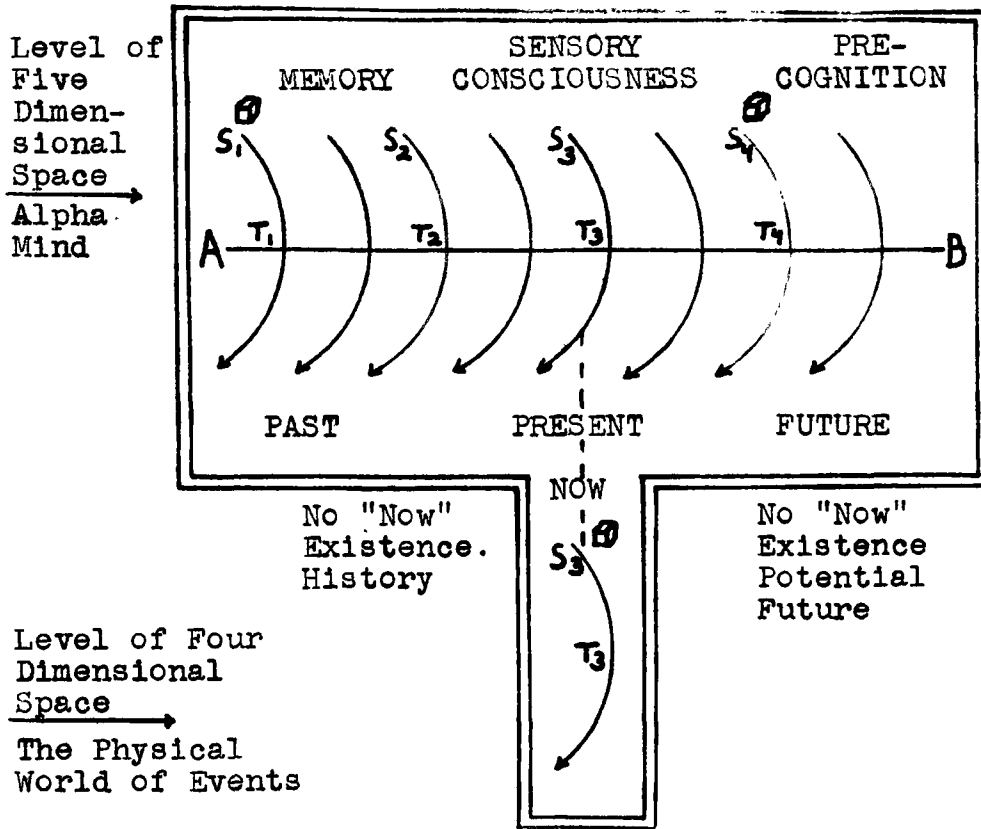 Level of
Five
Dimen-
sional
Space
Alpha
Mind
SENSORY
MEMORY CONSCIOUSNESS
PRE-
COGNITION
S₁ S₂ S₃ S₄
A T₁ T₂ T₃ T₄ B
PAST PRESENT FUTURE
NOW
No "Now"
Existence.
History
S₃
T₃
No "Now"
Existence
Potential
Future
Level of Four
Dimensional
Space
The Physical
World of Events